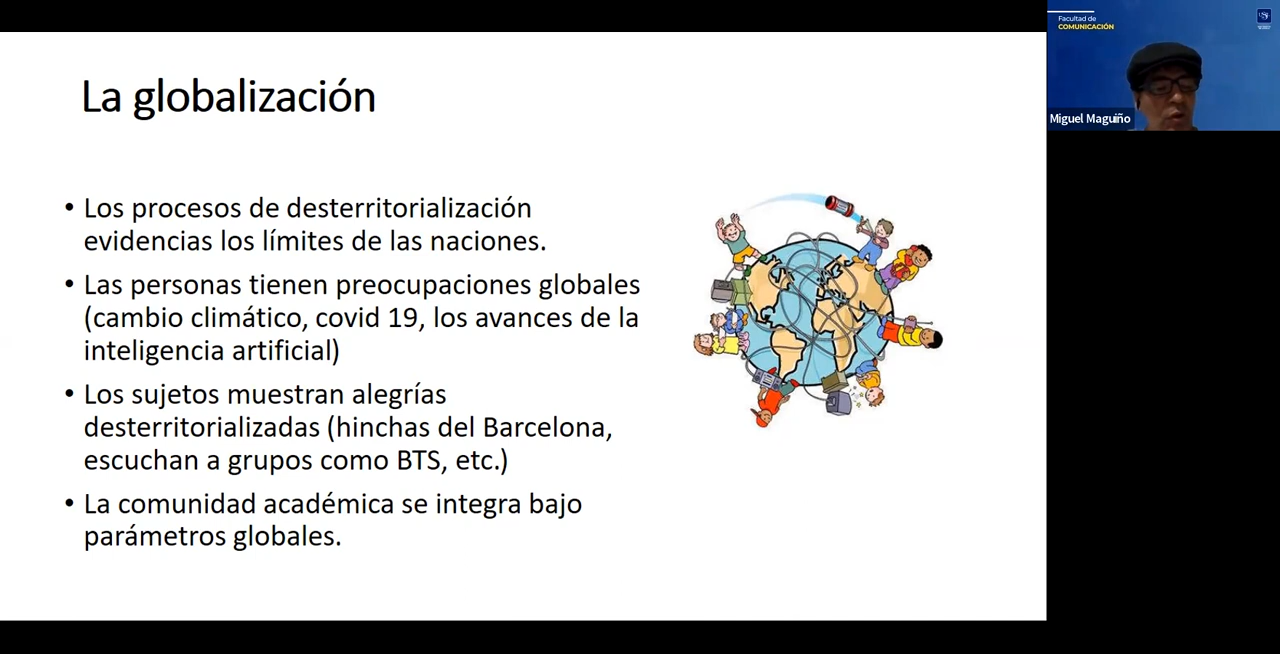 La globalización
• Los procesos de desterritorialización
evidencias los límites de las naciones.
• Las personas tienen preocupaciones globales
(cambio climático, covid 19, los avances de la
inteligencia artificial)
• Los sujetos muestran alegrías
desterritorializadas (hinchas del Barcelona,
escuchan a grupos como BTS, etc.)
• La comunidad académica se integra bajo
parámetros globales.
Facultad de
COMUNICACIÓN
Miguel Maguiño